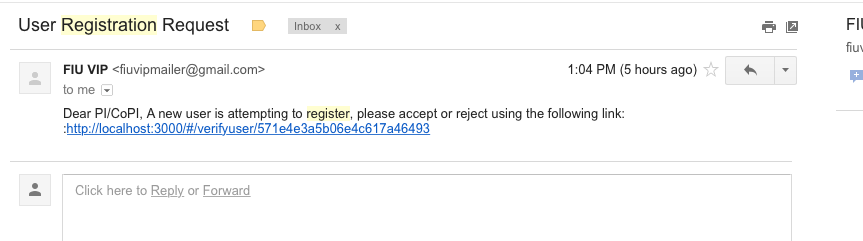 User Registration Request
Inbox x
FIU VIP <fiuvipmailer@gmail.com>
1:04 PM (5 hours ago)
to me
Dear PI/CoPI, A new user is attempting to register, please accept or reject using the following link:
:http://localhost:3000/#/verifyuser/571e4e3a5b06e4c617a46493
Click here to Reply or Forward